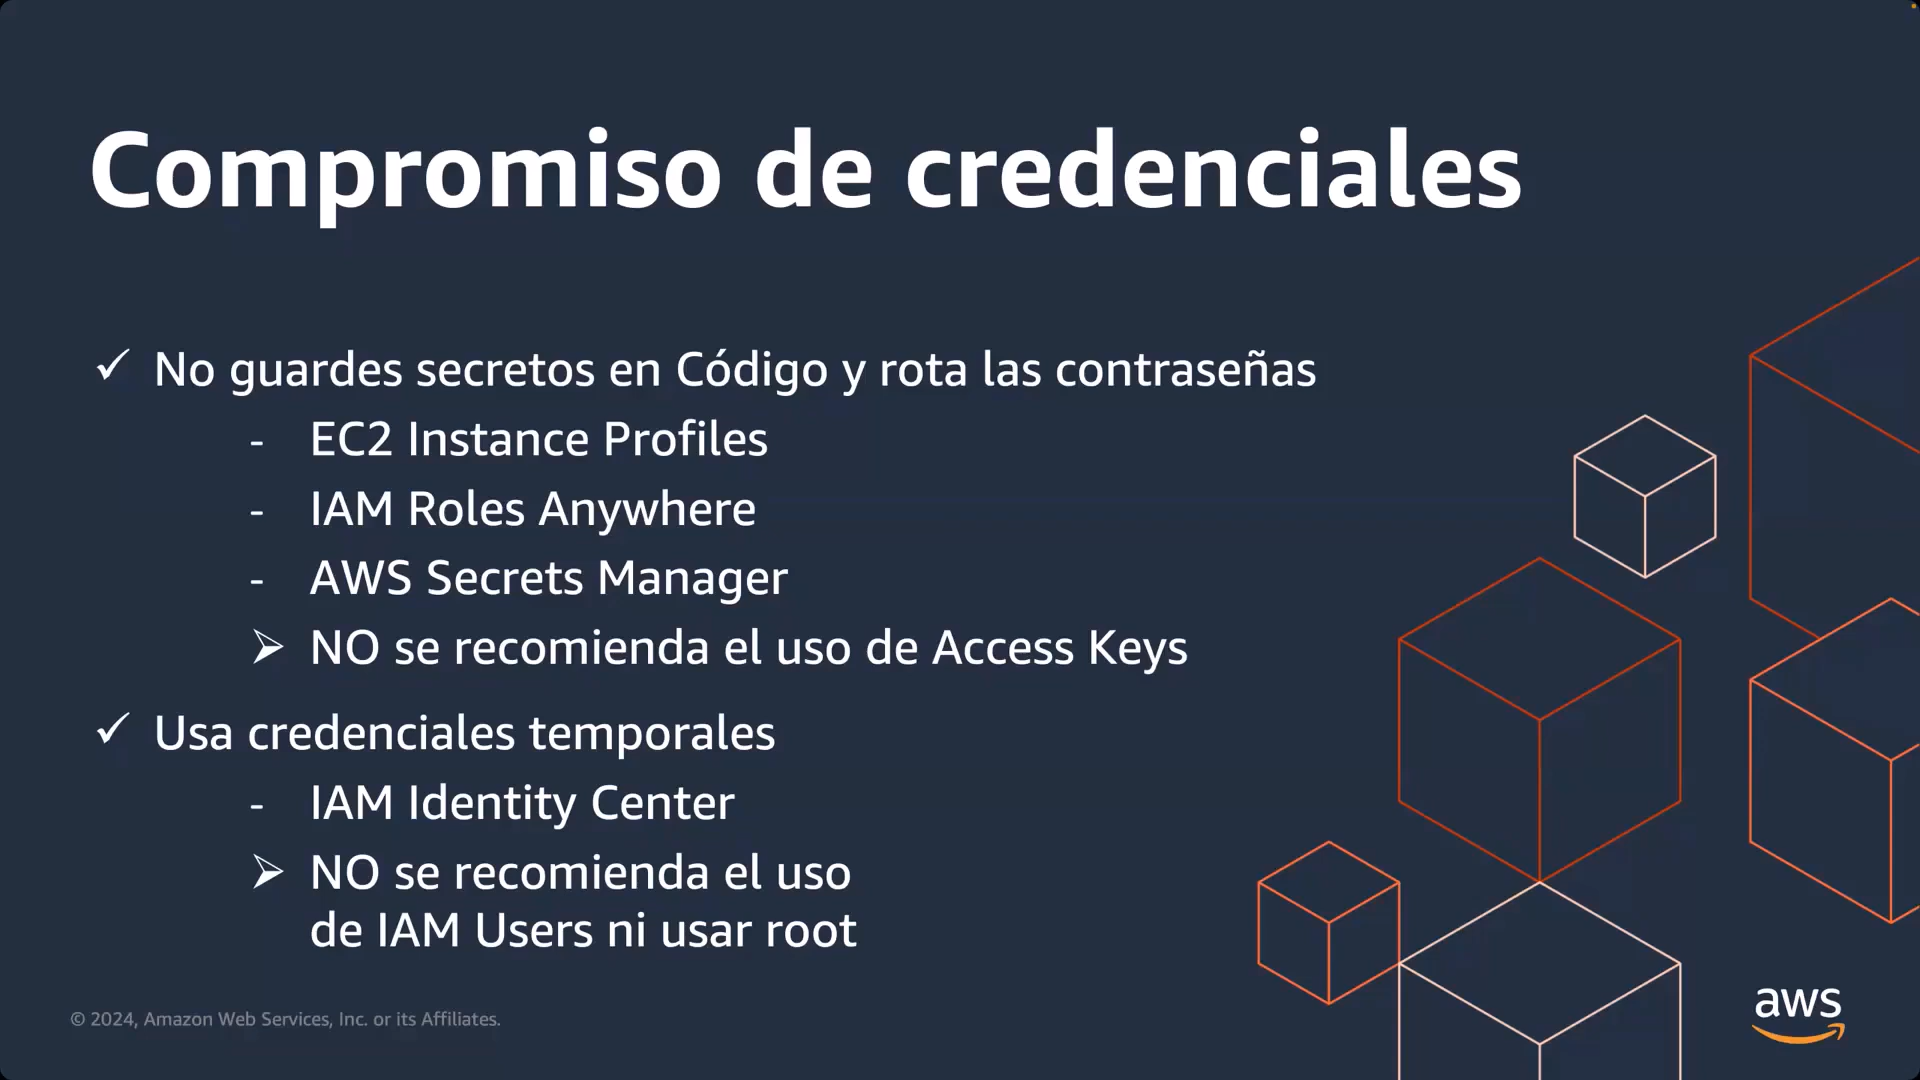 Compromiso de credenciales
✓ No guardes secretos en Código y rota las contraseñas
- EC2 Instance Profiles
- IAM Roles Anywhere
- AWS Secrets Manager
➢ NO se recomienda el uso de Access Keys
✓ Usa credenciales temporales
- IAM Identity Center
➢ NO se recomienda el uso
de IAM Users ni usar root
© 2024, Amazon Web Services, Inc. or its Affiliates.
aws